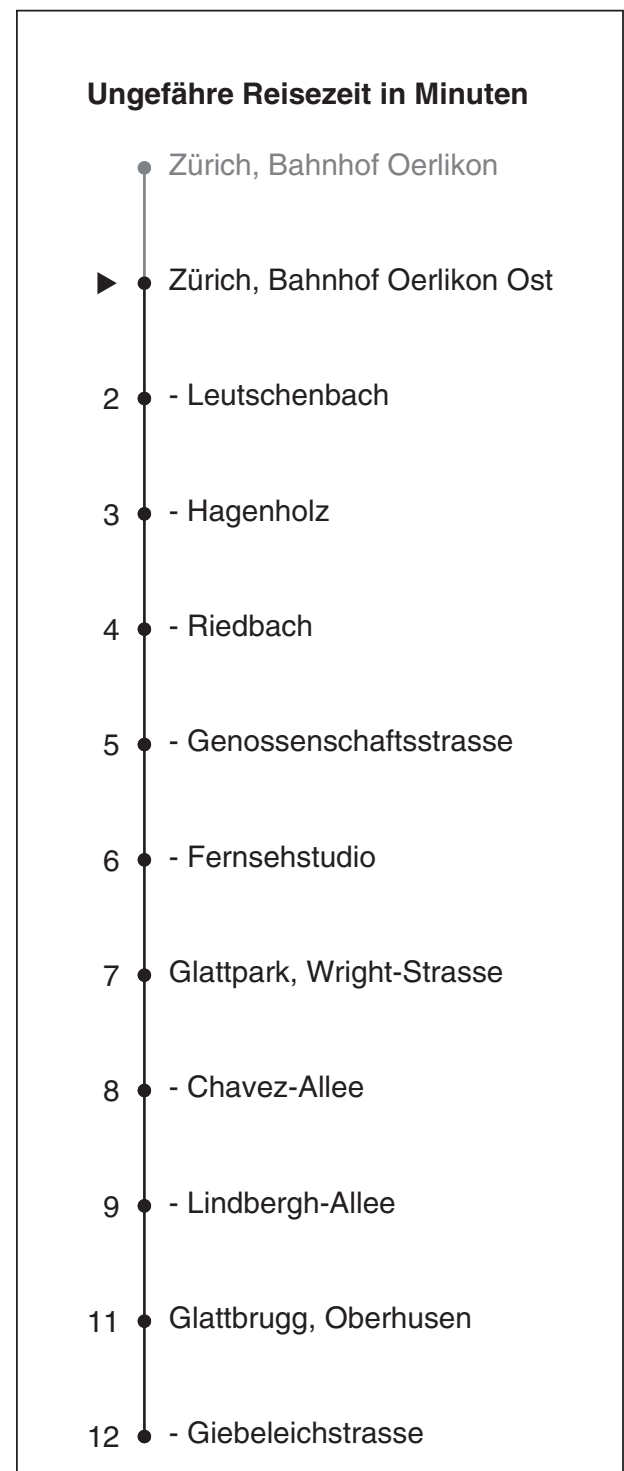 Ungefähre Reisezeit in Minuten
Zürich, Bahnhof Oerlikon
Zürich, Bahnhof Oerlikon Ost
2 - Leutschenbach
3 - Hagenholz
4 - Riedbach
5 - Genossenschaftsstrasse
6 - Fernsehstudio
7 Glattpark, Wright-Strasse
8 - Chavez-Allee
9 - Lindbergh-Allee
11 Glattbrugg, Oberhusen
12 - Giebeleichstrasse